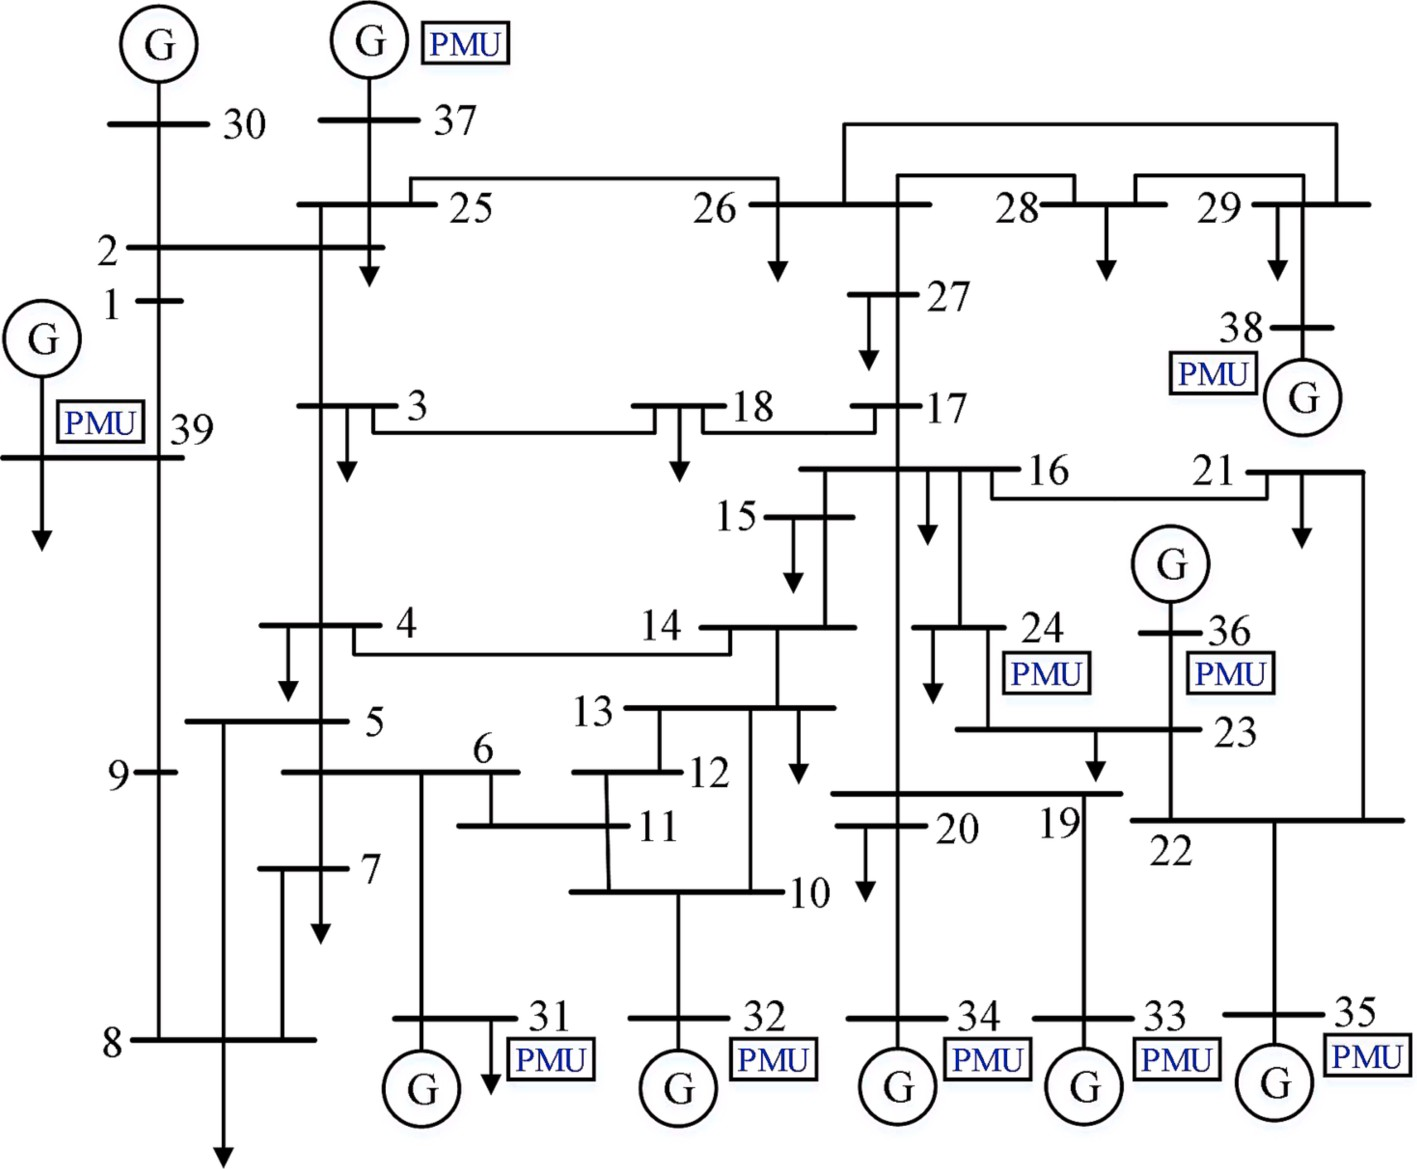 G G PMU
30 37
25 26 28 29
2
1 27
G 38
PMU
PMU G
39
3 18 17
16 21
15
G
4 14 24 36
PMU PMU
5 13 23
6
9 12
11 20 19 22
7 10
8
31 32 34 33 35
PMU PMU PMU PMU PMU
G G G G G